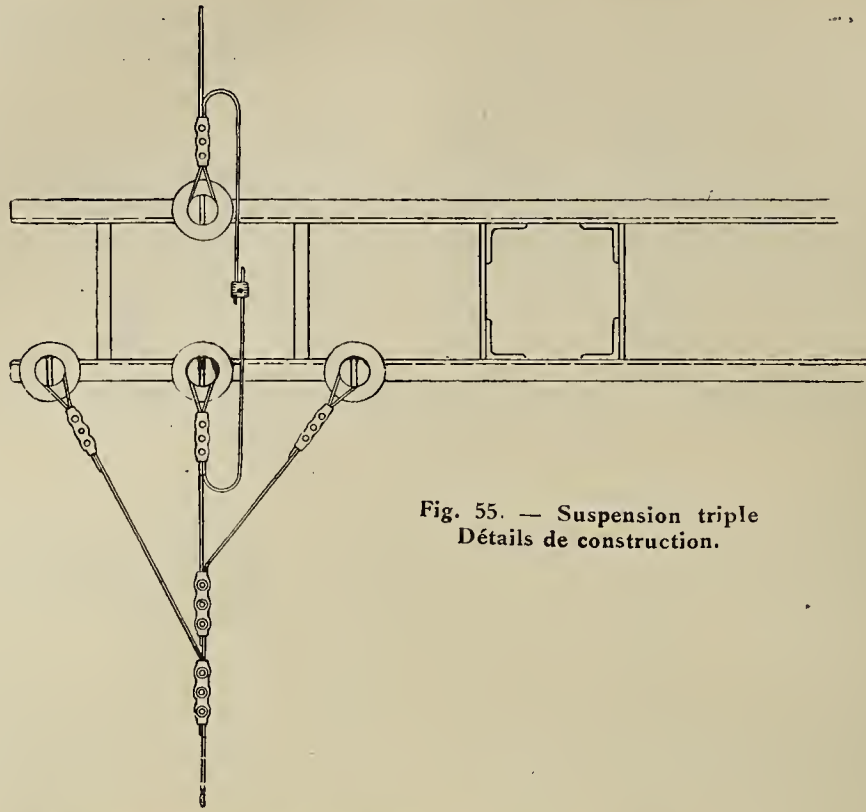 Fig. 55. — Suspension triple
Détails de construction.